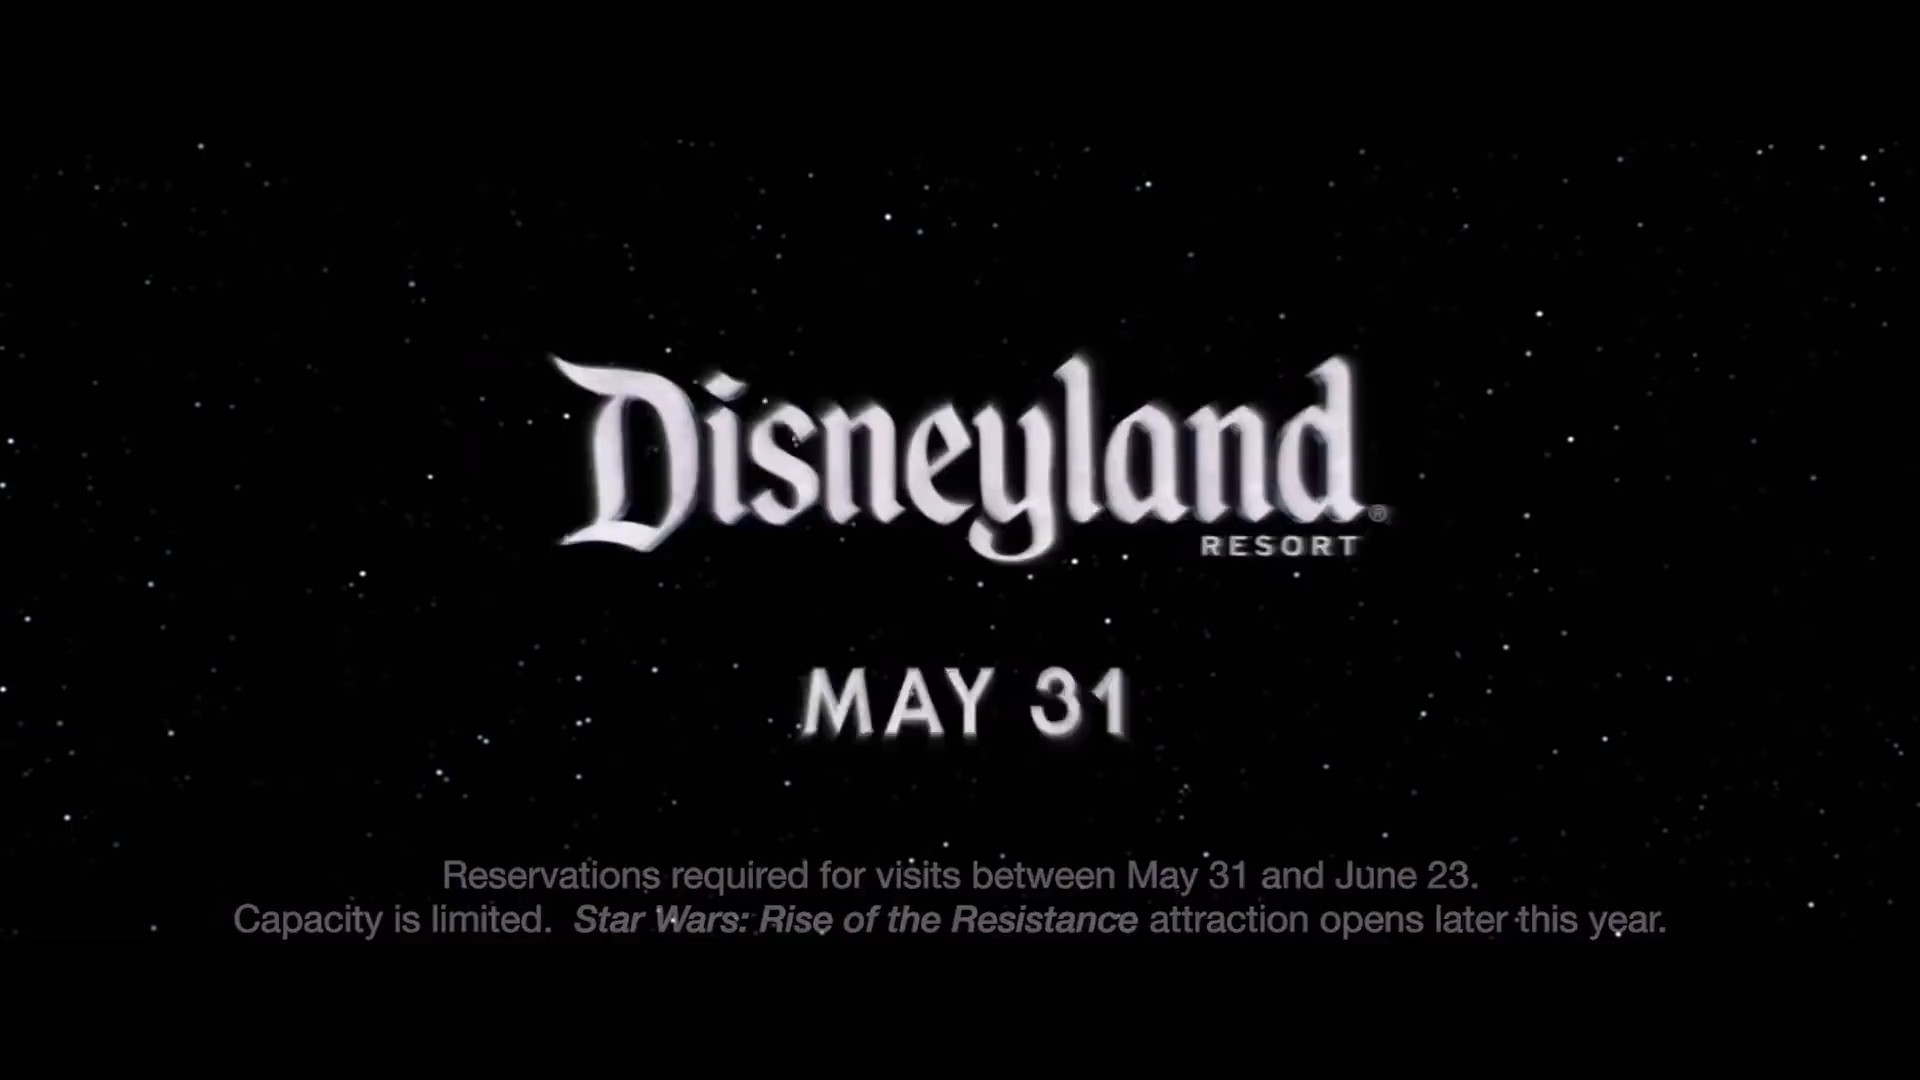 Disneyland®
RESORT
MAY 31
Reservations required for visits between May 31 and June 23.
Capacity is limited. Star Wars: Rise of the Resistance attraction opens later this year.